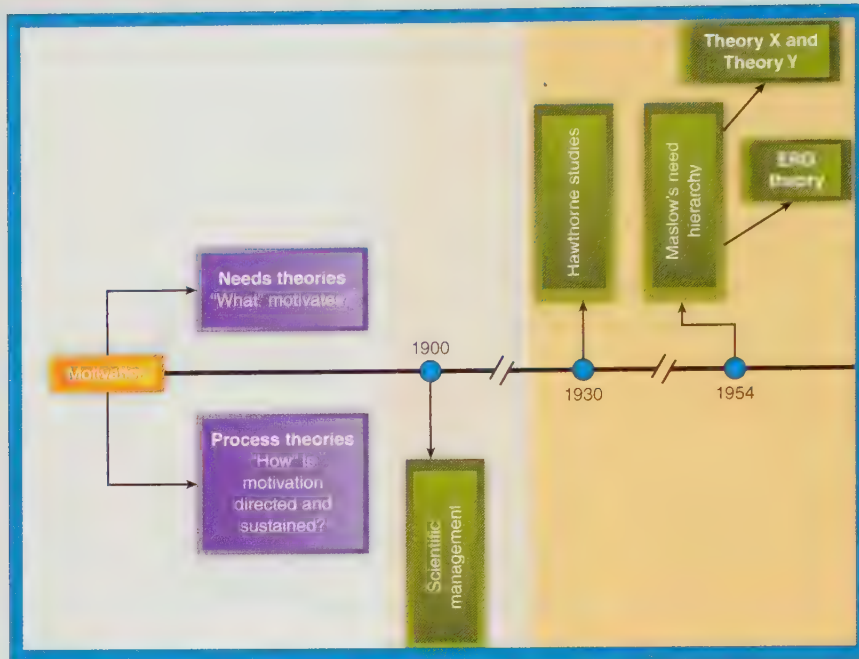 Theory X and
Theory Y
ERG
theory
Hawthorne studies
Maslow's need
hierarchy
Needs theories
"What" motivates
1900
Motivation
1930
1954
Process theories
"How" is
motivation
directed and
sustained?
Scientific
management